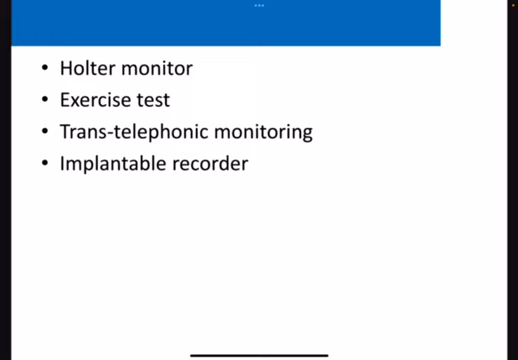 • Holter monitor
• Exercise test
• Trans-telephonic monitoring
• Implantable recorder